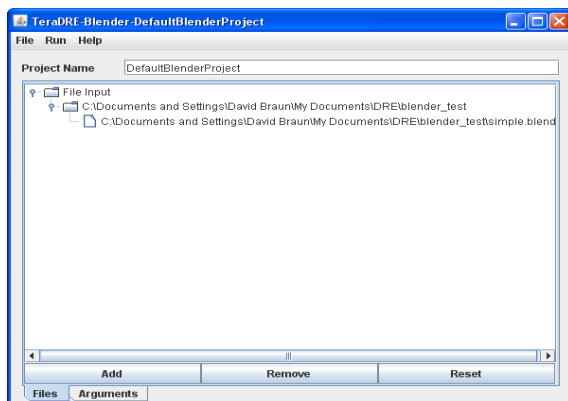 TeraDRE-Blender-DefaultBlenderProject
File Run Help
Project Name DefaultBlenderProject
File Input
C:\Documents and Settings\David Braun\My Documents\DRE\blender_test
C:\Documents and Settings\David Braun\My Documents\DRE\blender_test\simple.blend
Add Remove Reset
Files Arguments